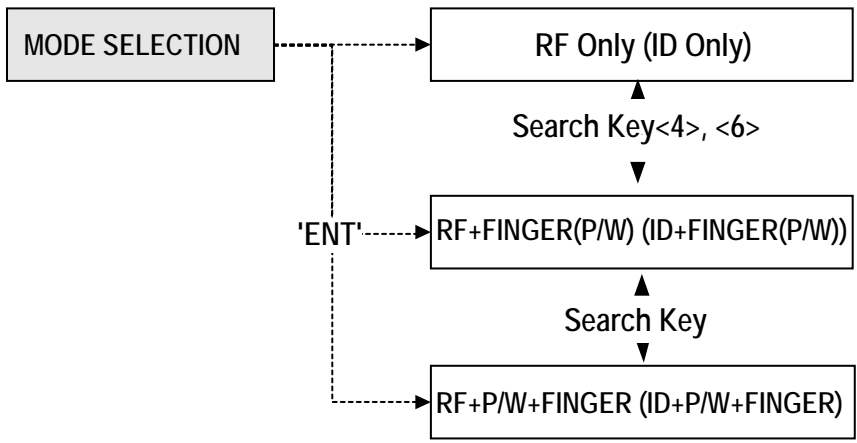 MODE SELECTION
RF Only (ID Only)
Search Key<4>, <6>
'ENT'
RF+FINGER(P/W) (ID+FINGER(P/W))
Search Key
RF+P/W+FINGER (ID+P/W+FINGER)